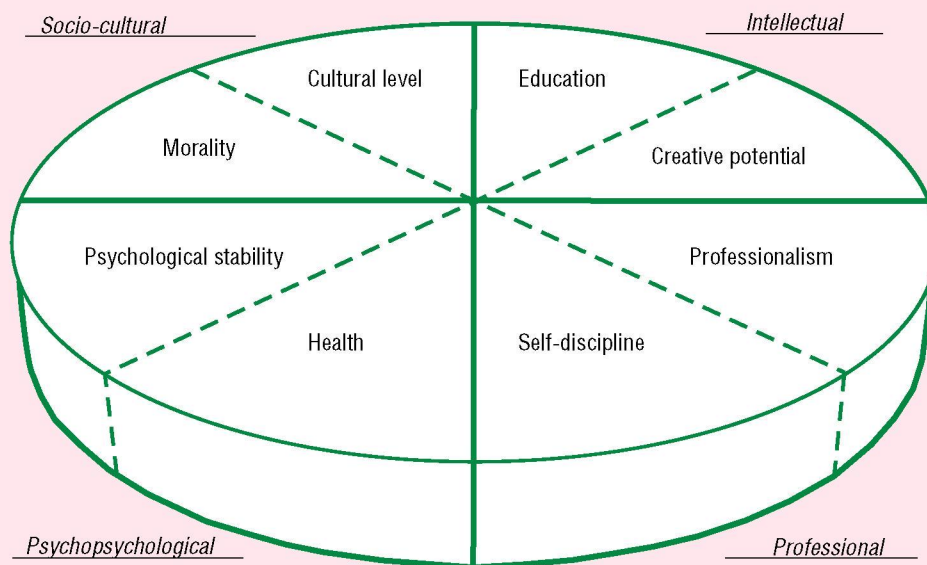 Socio-cultural
Intellectual
Cultural level
Education
Morality
Creative potential
Psychological stability
Professionalism
Health
Self-discipline
Psychopsychological
Professional